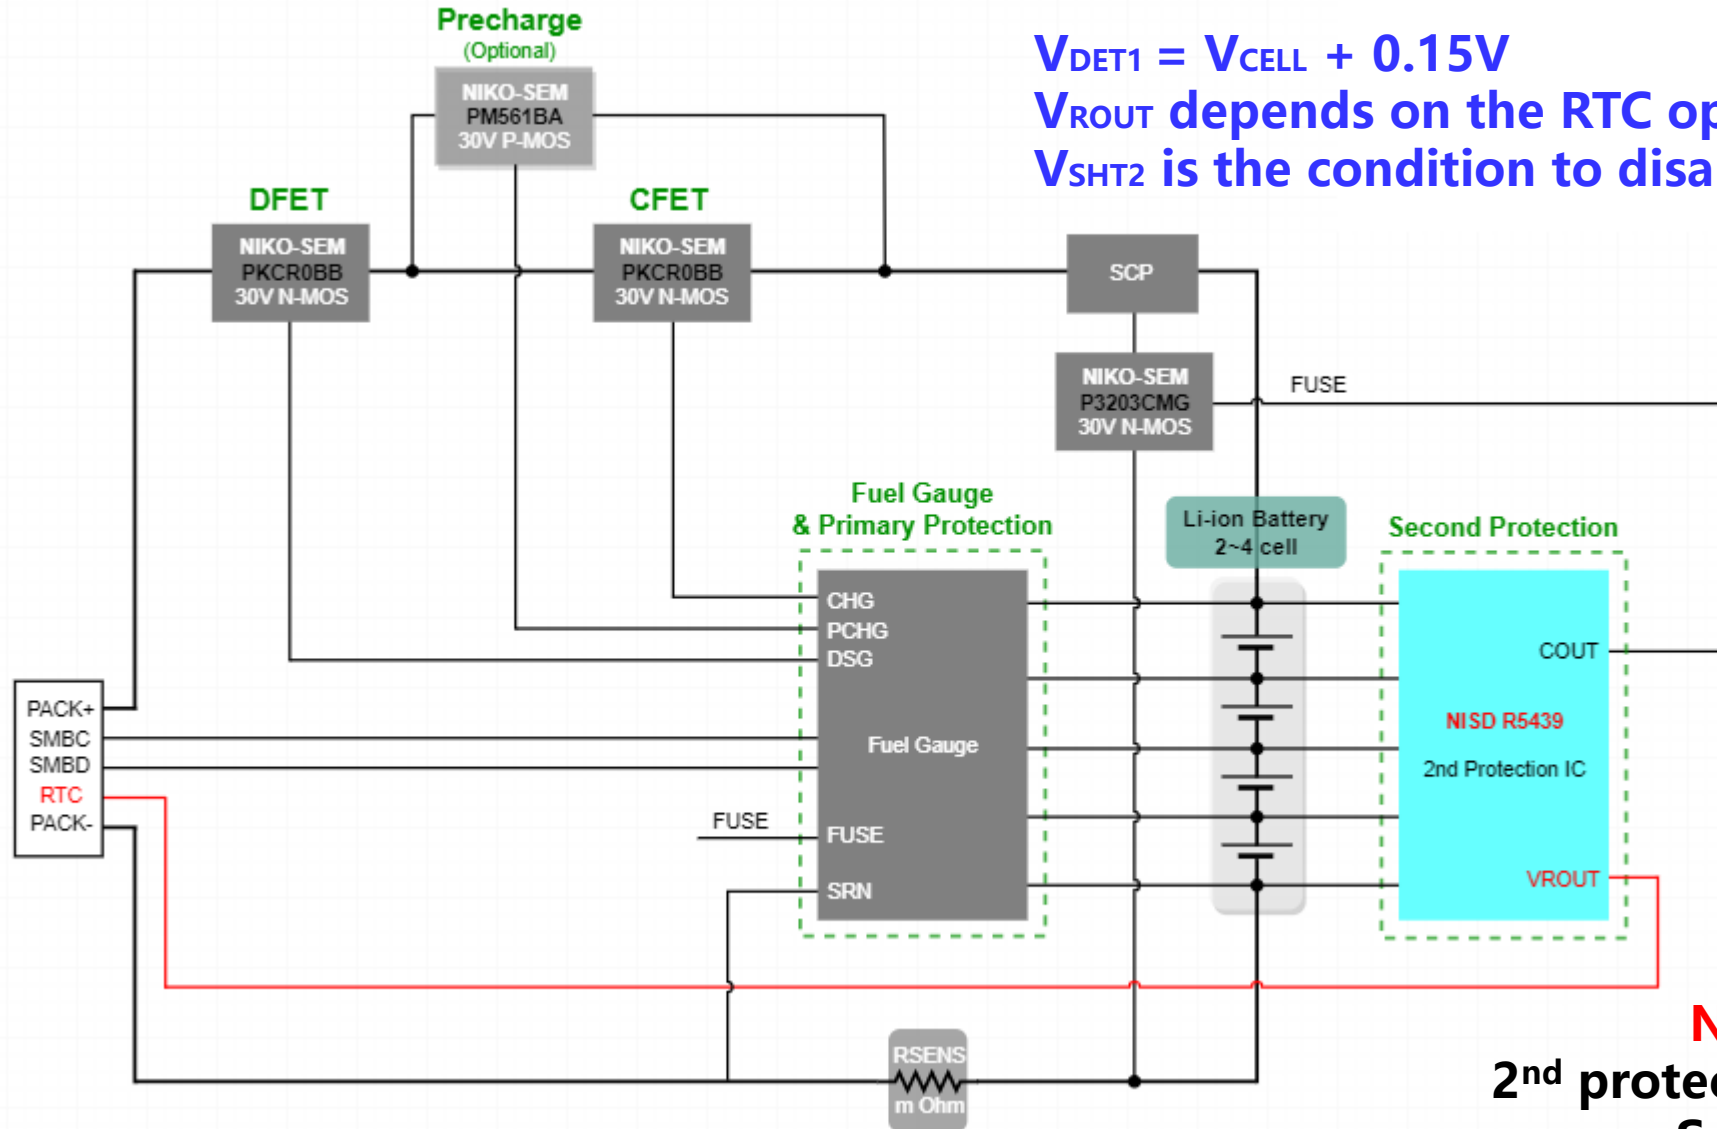 Precharge
(Optional)
NIKO-SEM
PM561BA
30V P-MOS
VDET1 = VCELL + 0.15V
VROUT depends on the RTC
VSHT2 is the condition to
DFET
NIKO-SEM
PKCR0BB
30V N-MOS
CFET
NIKO-SEM
PKCR0BB
30V N-MOS
SCP
NIKO-SEM
P3203CMG
30V N-MOS
FUSE
Fuel Gauge
& Primary Protection
Li-ion Battery
2~4 cell
Second Protection
CHG
PCHG
DSG
Fuel Gauge
FUSE
FUSE
SRN
COUT
NISD R5439
2nd Protection IC
VROUT
PACK+
SMBC
SMBD
RTC
PACK-
RSENS
m Ohm
2nd